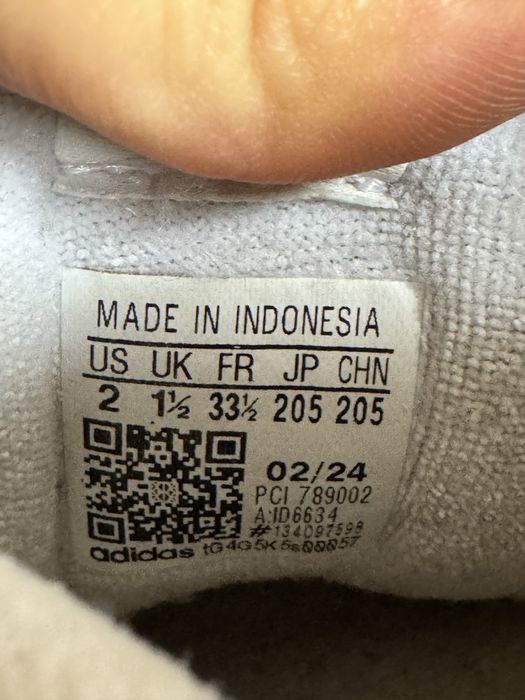 MADE IN INDONESIA
US UK FR JP CHN
2 1½ 33½ 205 205
02/24
PCI 789002
A:ID6634
#134097598
adidas tG4G5K5s00057